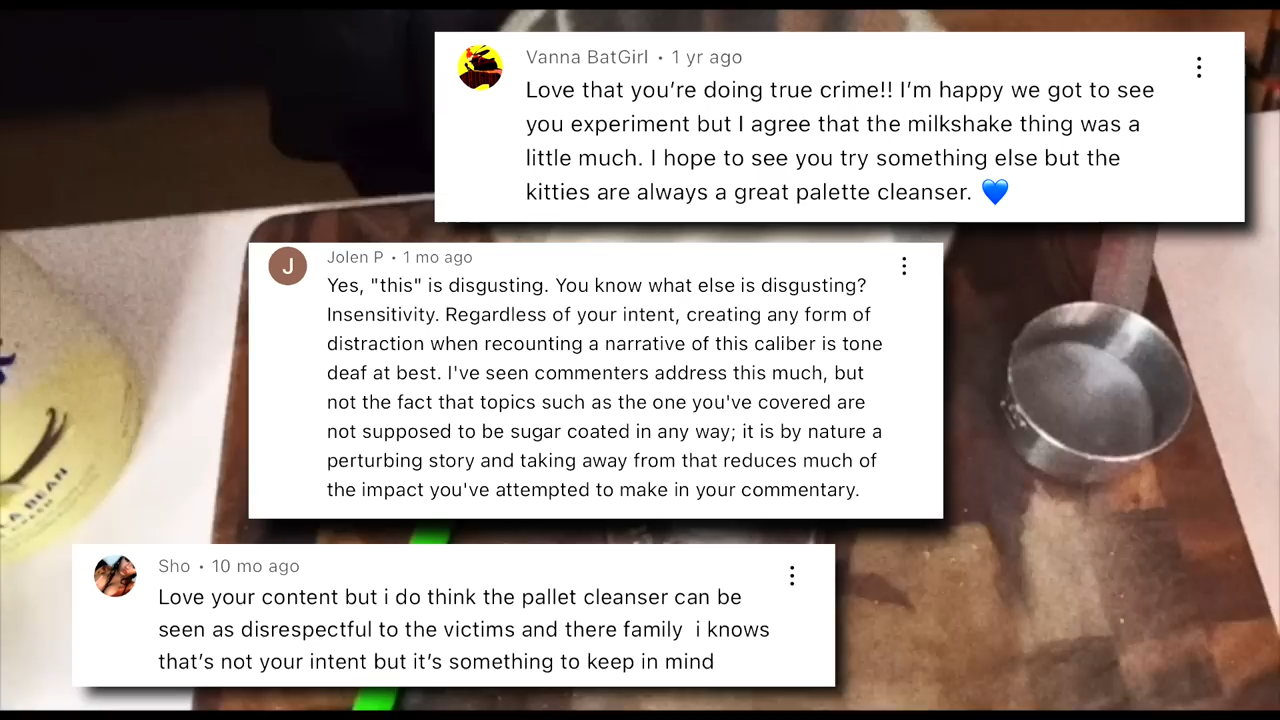 Vanna BatGirl • 1 yr ago
Love that you're doing true crime!! I'm happy we got to see
you experiment but I agree that the milkshake thing was a
little much. I hope to see you try something else but the
kitties are always a great palette cleanser. 💙
J
Jolen P • 1 mo ago
Yes, "this" is disgusting. You know what else is disgusting?
Insensitivity. Regardless of your intent, creating any form of
distraction when recounting a narrative of this caliber is tone
deaf at best. I've seen commenters address this much, but
not the fact that topics such as the one you've covered are
not supposed to be sugar coated in any way; it is by nature a
perturbing story and taking away from that reduces much of
the impact you've attempted to make in your commentary.
BEAN
Sho • 10 mo ago
Love your content but i do think the pallet cleanser can be
seen as disrespectful to the victims and there family  i knows
that's not your intent but it's something to keep in mind